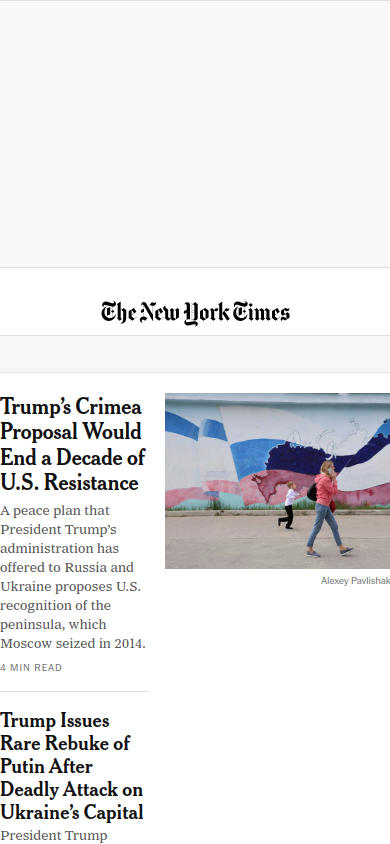 The New York Times
Trump's Crimea
Proposal Would
End a Decade of
U.S. Resistance
A peace plan that
President Trump's
administration has
offered to Russia and
Ukraine proposes U.S.
recognition of the
peninsula, which
Moscow seized in 2014.
4 MIN READ
Alexey Pavlishak
Trump Issues
Rare Rebuke of
Putin After
Deadly Attack on
Ukraine's Capital
President Trump